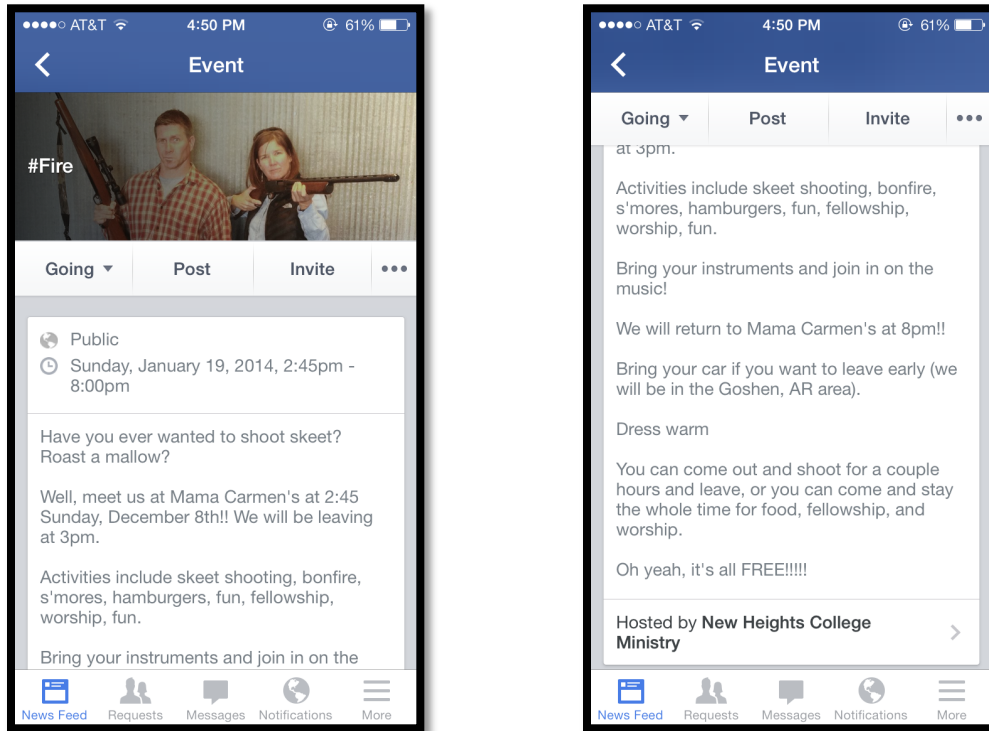 AT&T 4:50 PM 61%
Event
#Fire
Going Post Invite
Public
Sunday, January 19, 2014, 2:45pm -
8:00pm
Have you ever wanted to shoot skeet?
Roast a mallow?
Well, meet us at Mama Carmen's at 2:45
Sunday, December 8th!! We will be leaving
at 3pm.
Activities include skeet shooting, bonfire,
s'mores, hamburgers, fun, fellowship,
worship, fun.
Bring your instruments and join in on the
News Feed Requests Messages Notifications More
AT&T 4:50 PM 61%
Event
Going Post Invite
at 3pm.
Activities include skeet shooting, bonfire,
s'mores, hamburgers, fun, fellowship,
worship, fun.
Bring your instruments and join in on the
music!
We will return to Mama Carmen's at 8pm!!
Bring your car if you want to leave early (we
will be in the Goshen, AR area).
Dress warm
You can come out and shoot for a couple
hours and leave, or you can come and stay
the whole time for food, fellowship, and
worship.
Oh yeah, it's all FREE!!!!!
Hosted by New Heights College
Ministry
News Feed Requests Messages Notifications More